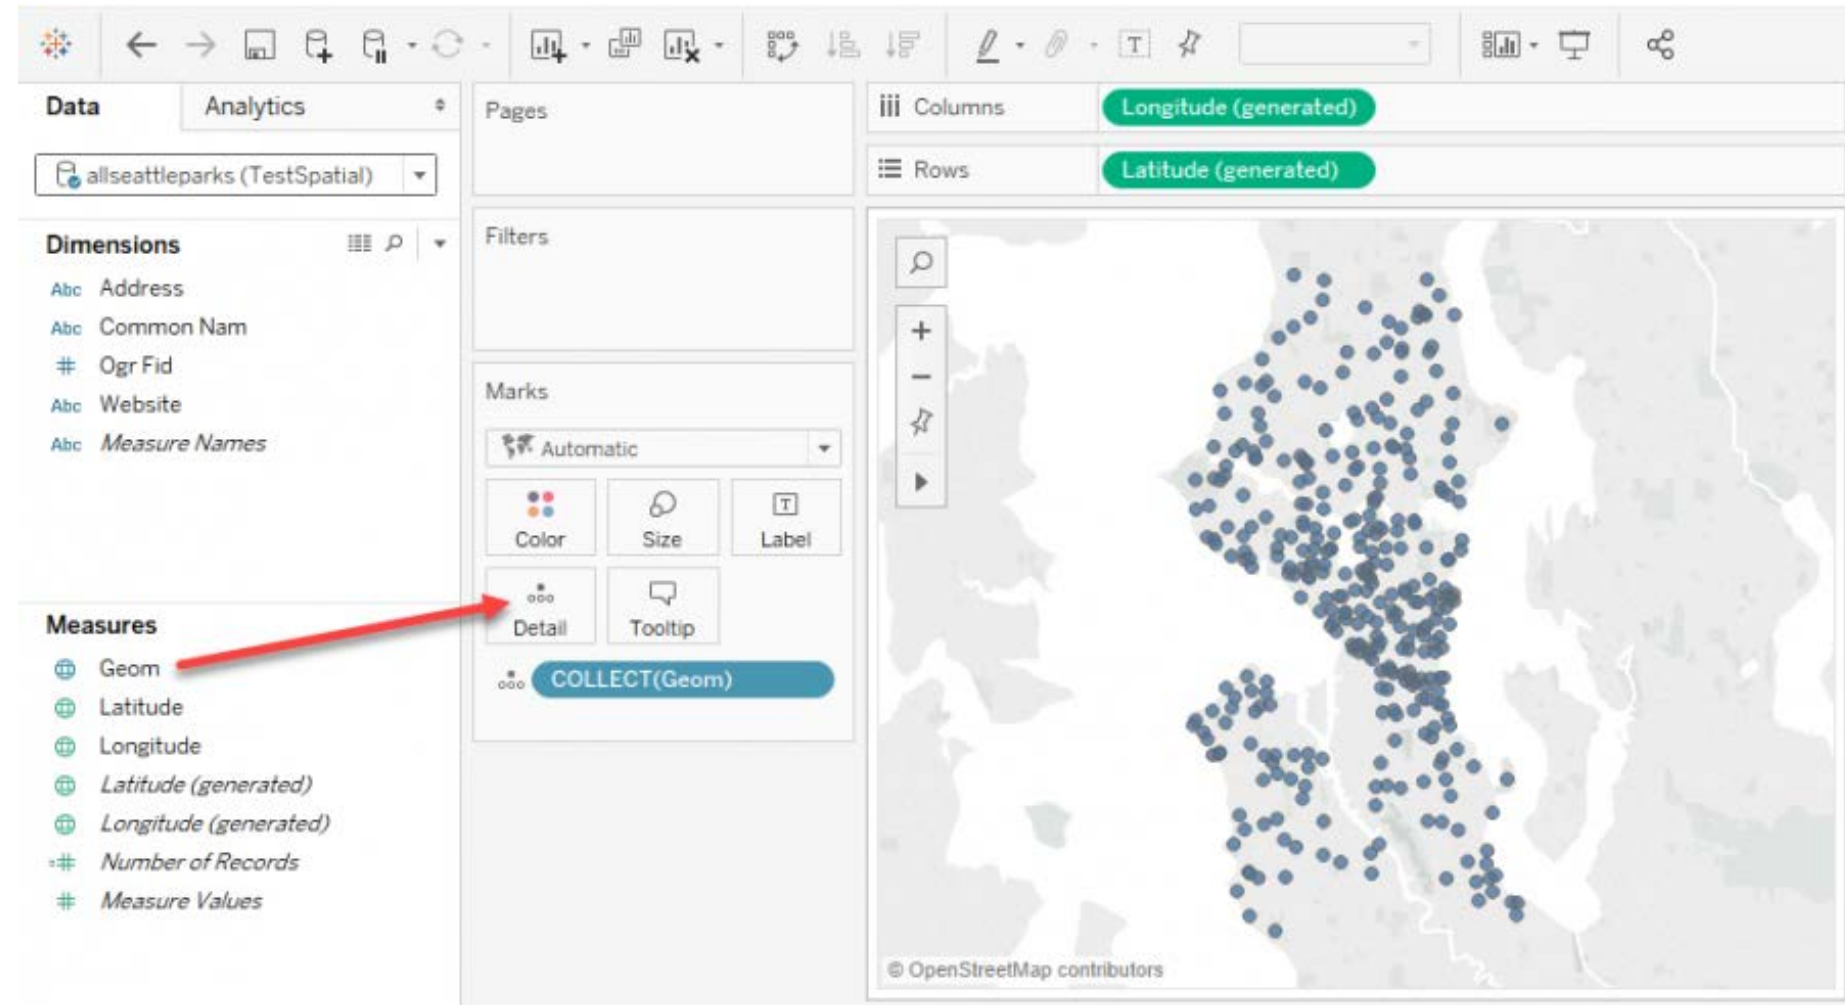 Data
Analytics
allseattleparks (TestSpatial)
Dimensions
Abc Address
Abc Common Nam
# Ogr Fid
Abc Website
Abc Measure Names
Measures
Geom
Latitude
Longitude
Latitude (generated)
Longitude (generated)
=# Number of Records
# Measure Values
Pages
Filters
Marks
Automatic
Color
Size
T
Label
Detail
Tooltip
COLLECT(Geom)
T
iii Columns
Longitude (generated)
Rows
Latitude (generated)
+
−
© OpenStreetMap contributors